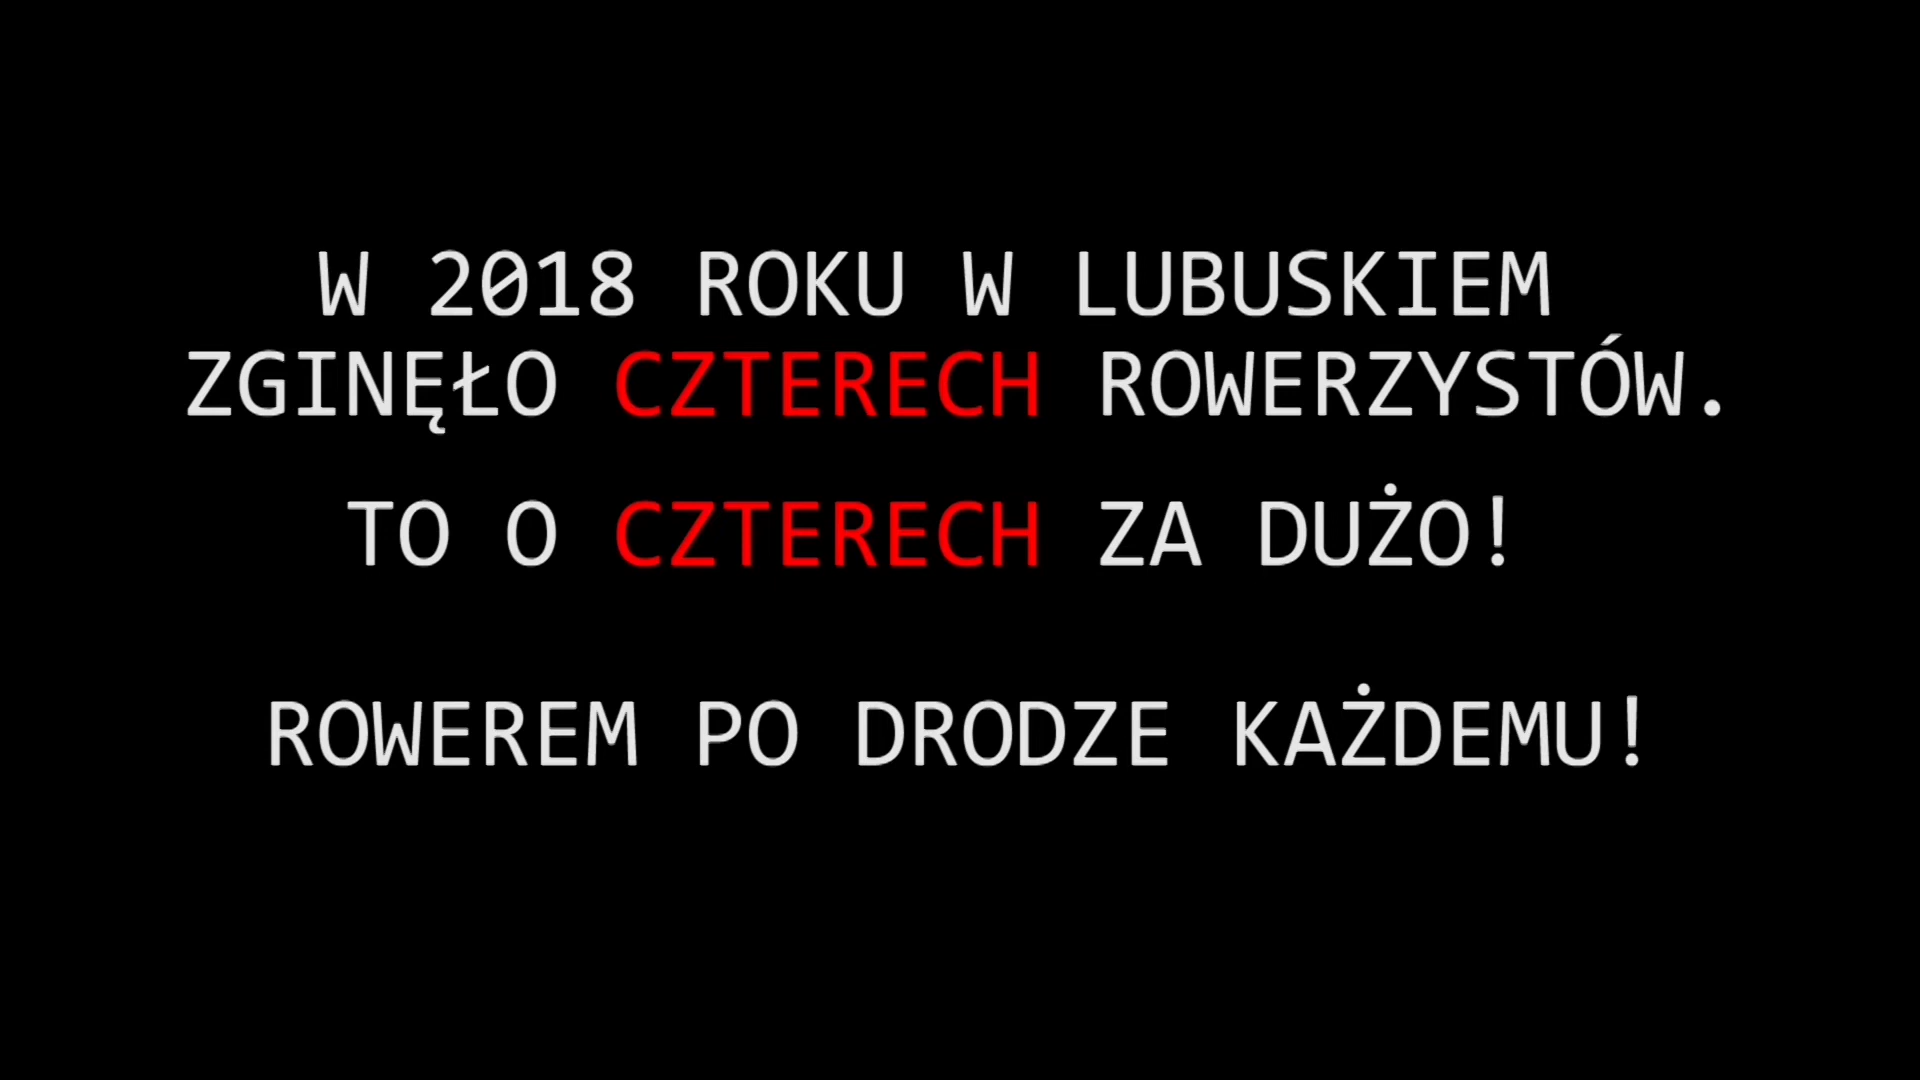 W 2018 ROKU W LUBUSKIEM
ZGINĘŁO CZTERECH ROWERZYSTÓW.
TO O CZTERECH ZA DUŻO!
ROWEREM PO DRODZE KAŻDEMU!